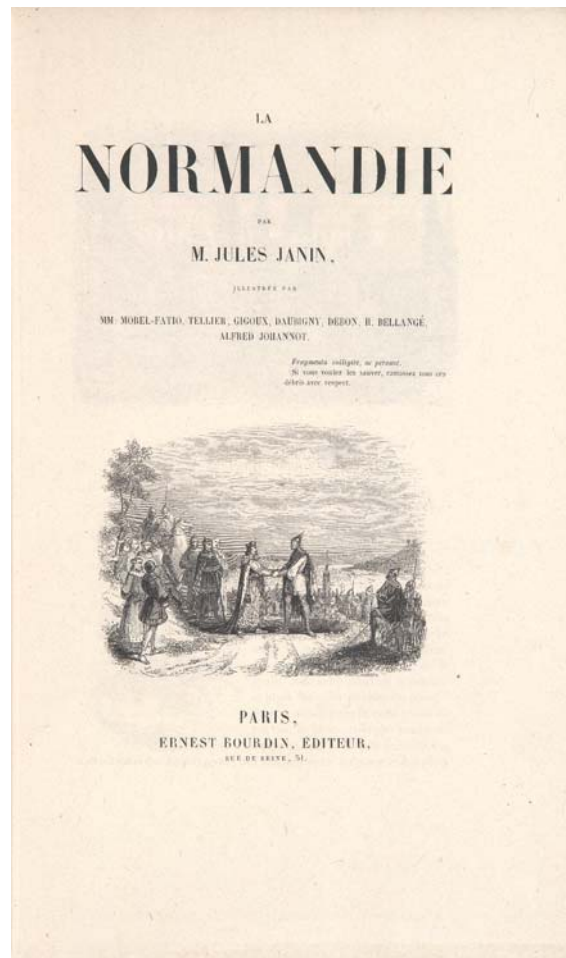 LA
NORMANDIE
PAR
M. JULES JANIN,
ILLUSTRÉE PAR
MM. MOREL-FATIO, TELLIER, GIGOUX, DAUBIGNY, DEBON, H. BELLANGÉ,
ALFRED JOHANNOT.
Fragmenta colligite, ne pereant.
Si vous voulez les sauver, ramassez tous ces
débris avec respect.
PARIS,
ERNEST BOURDIN, ÉDITEUR,
RUE DE SEINE, 51.